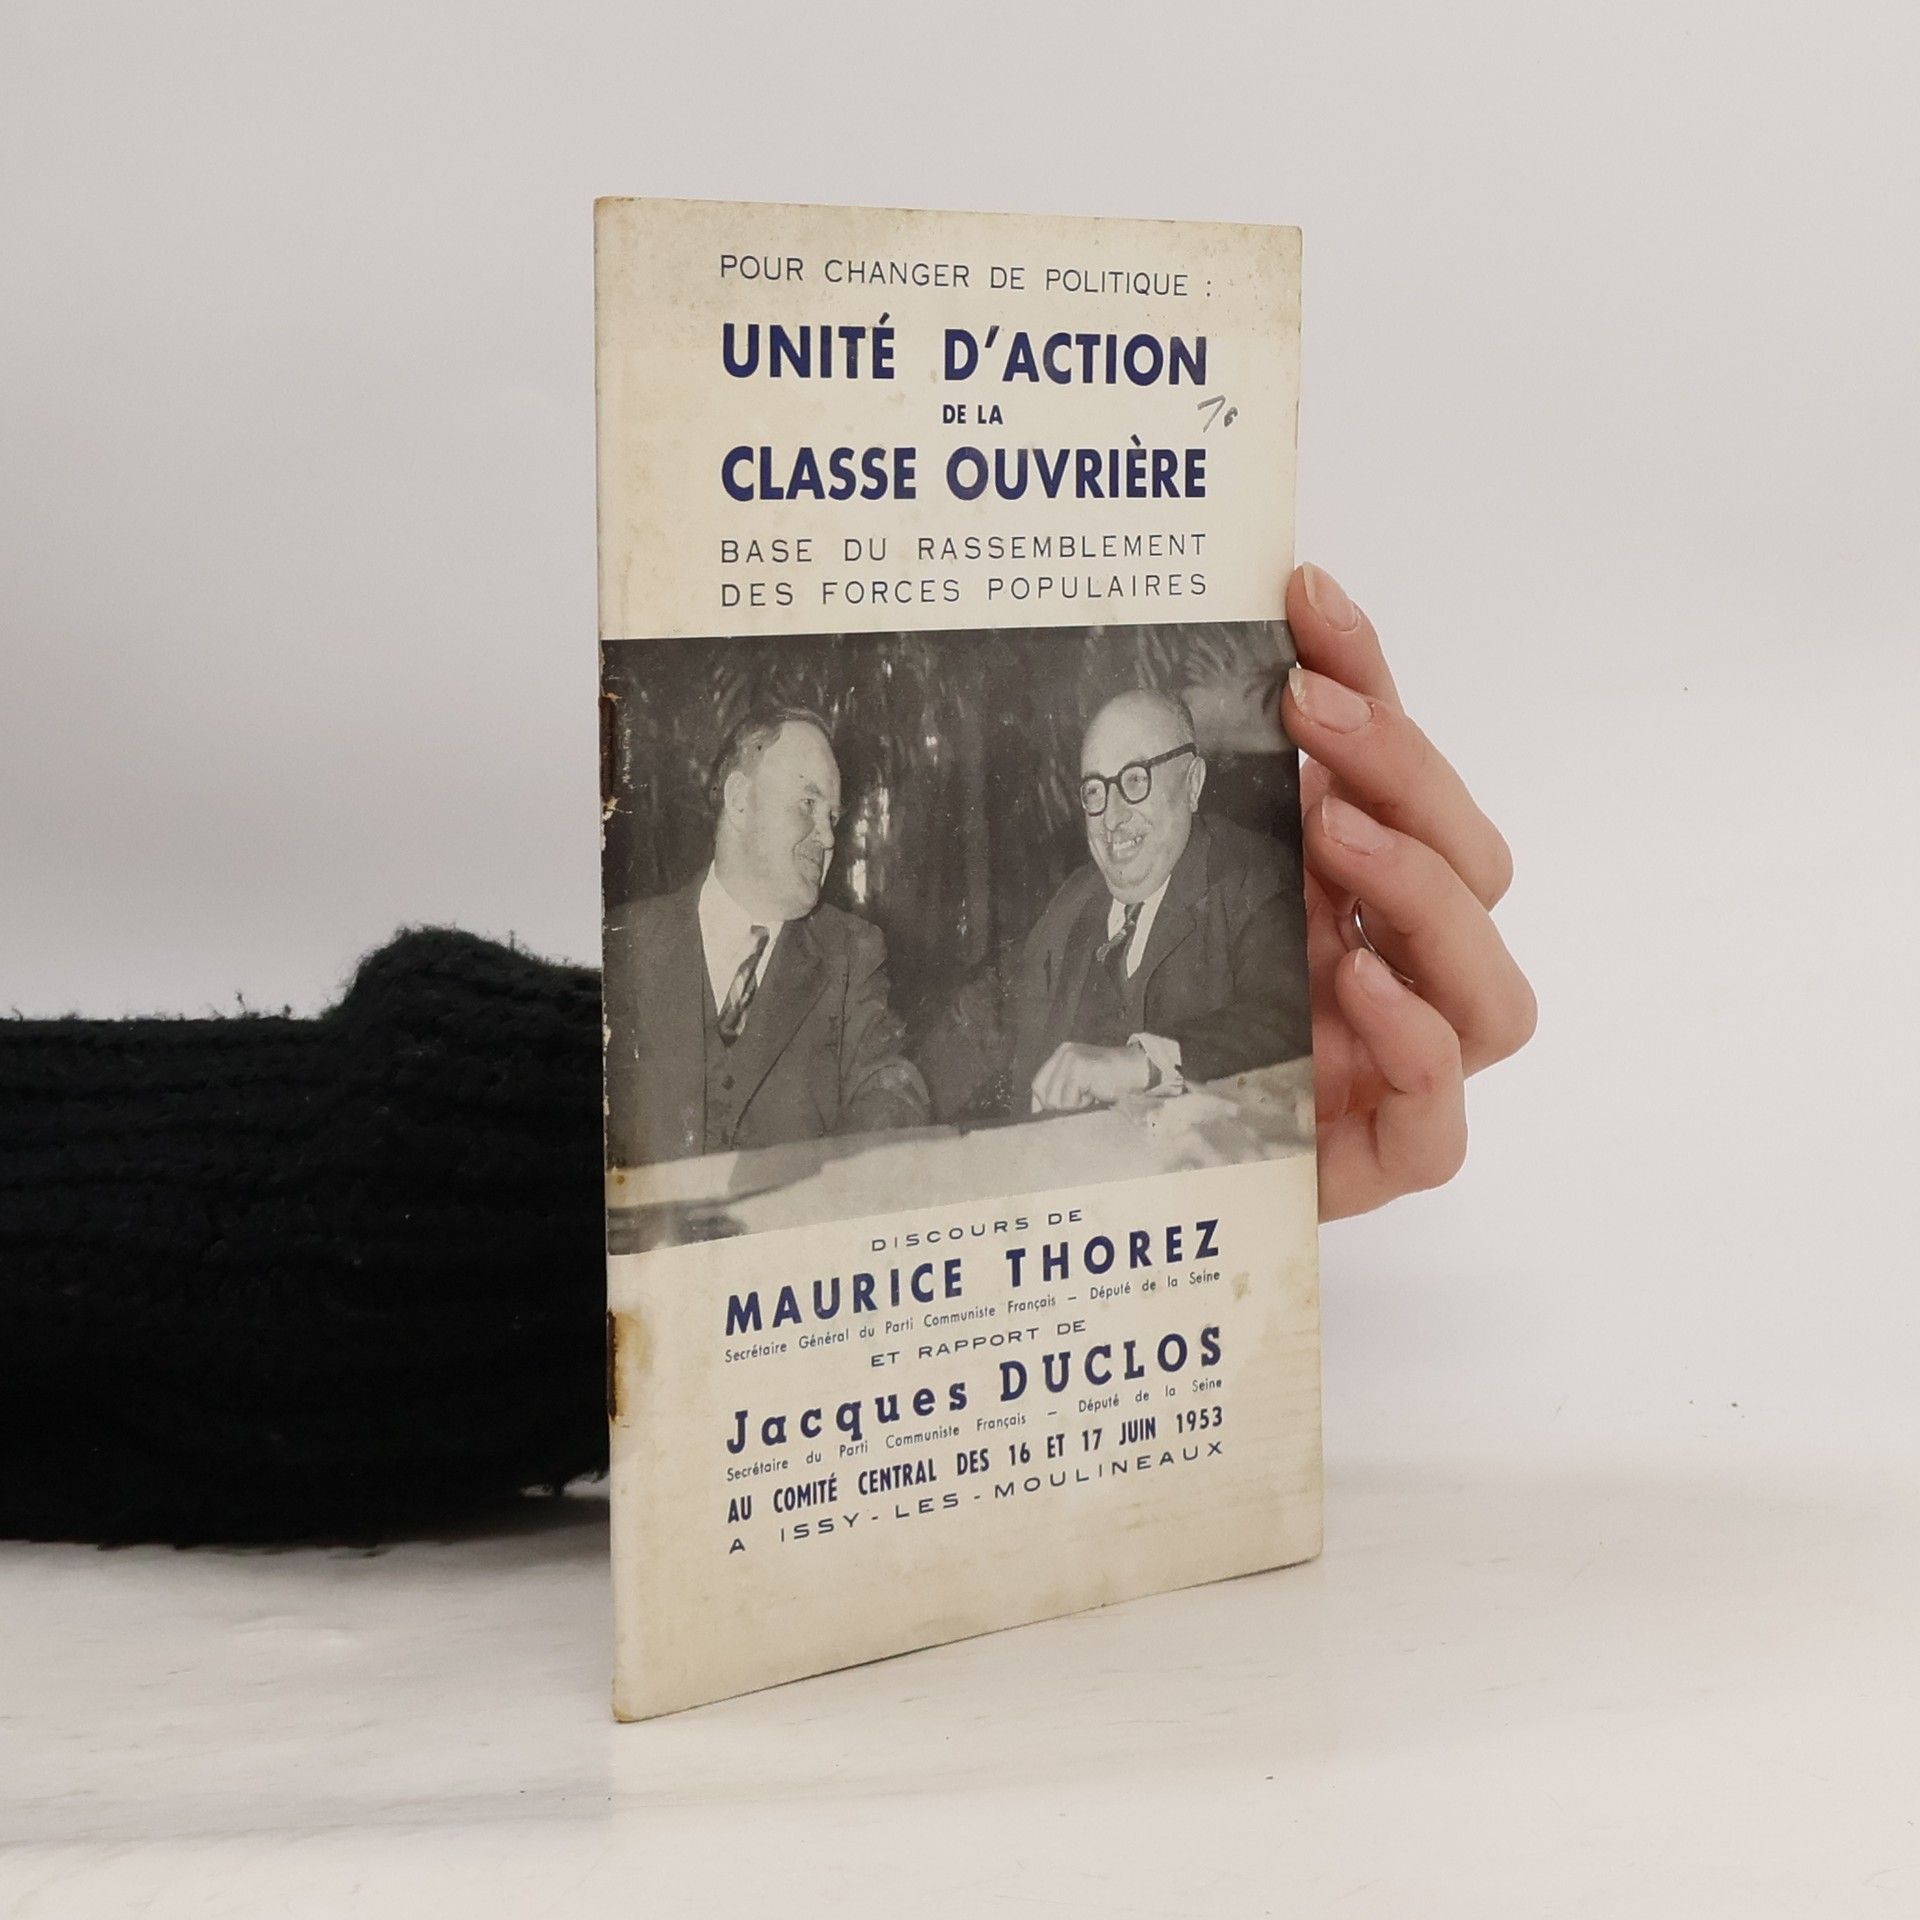 POUR CHANGER DE POLITIQUE :
UNITÉ D'ACTION
DE LA
CLASSE OUVRIÈRE
BASE DU RASSEMBLEMENT
DES FORCES POPULAIRES
DISCOURS DE
MAURICE THOREZ
Secrétaire Général du Parti Communiste Français – Député de la Seine
ET RAPPORT DE
Jacques DUCLOS
Secrétaire du Parti Communiste Français – Député de la Seine
AU COMITÉ CENTRAL DES 16 ET 17 JUIN 1953
A ISSY-LES-MOULINEAUX